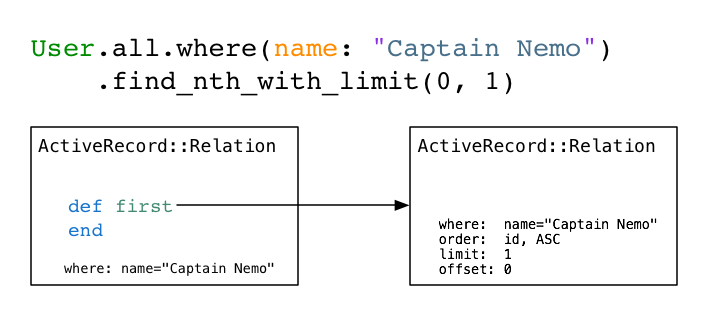 User.all.where(name: "Captain Nemo")
.find_nth_with_limit(0, 1)
ActiveRecord::Relation
def first
end
where: name="Captain Nemo"
ActiveRecord::Relation
where: name="Captain Nemo"
order: id, ASC
limit: 1
offset: 0